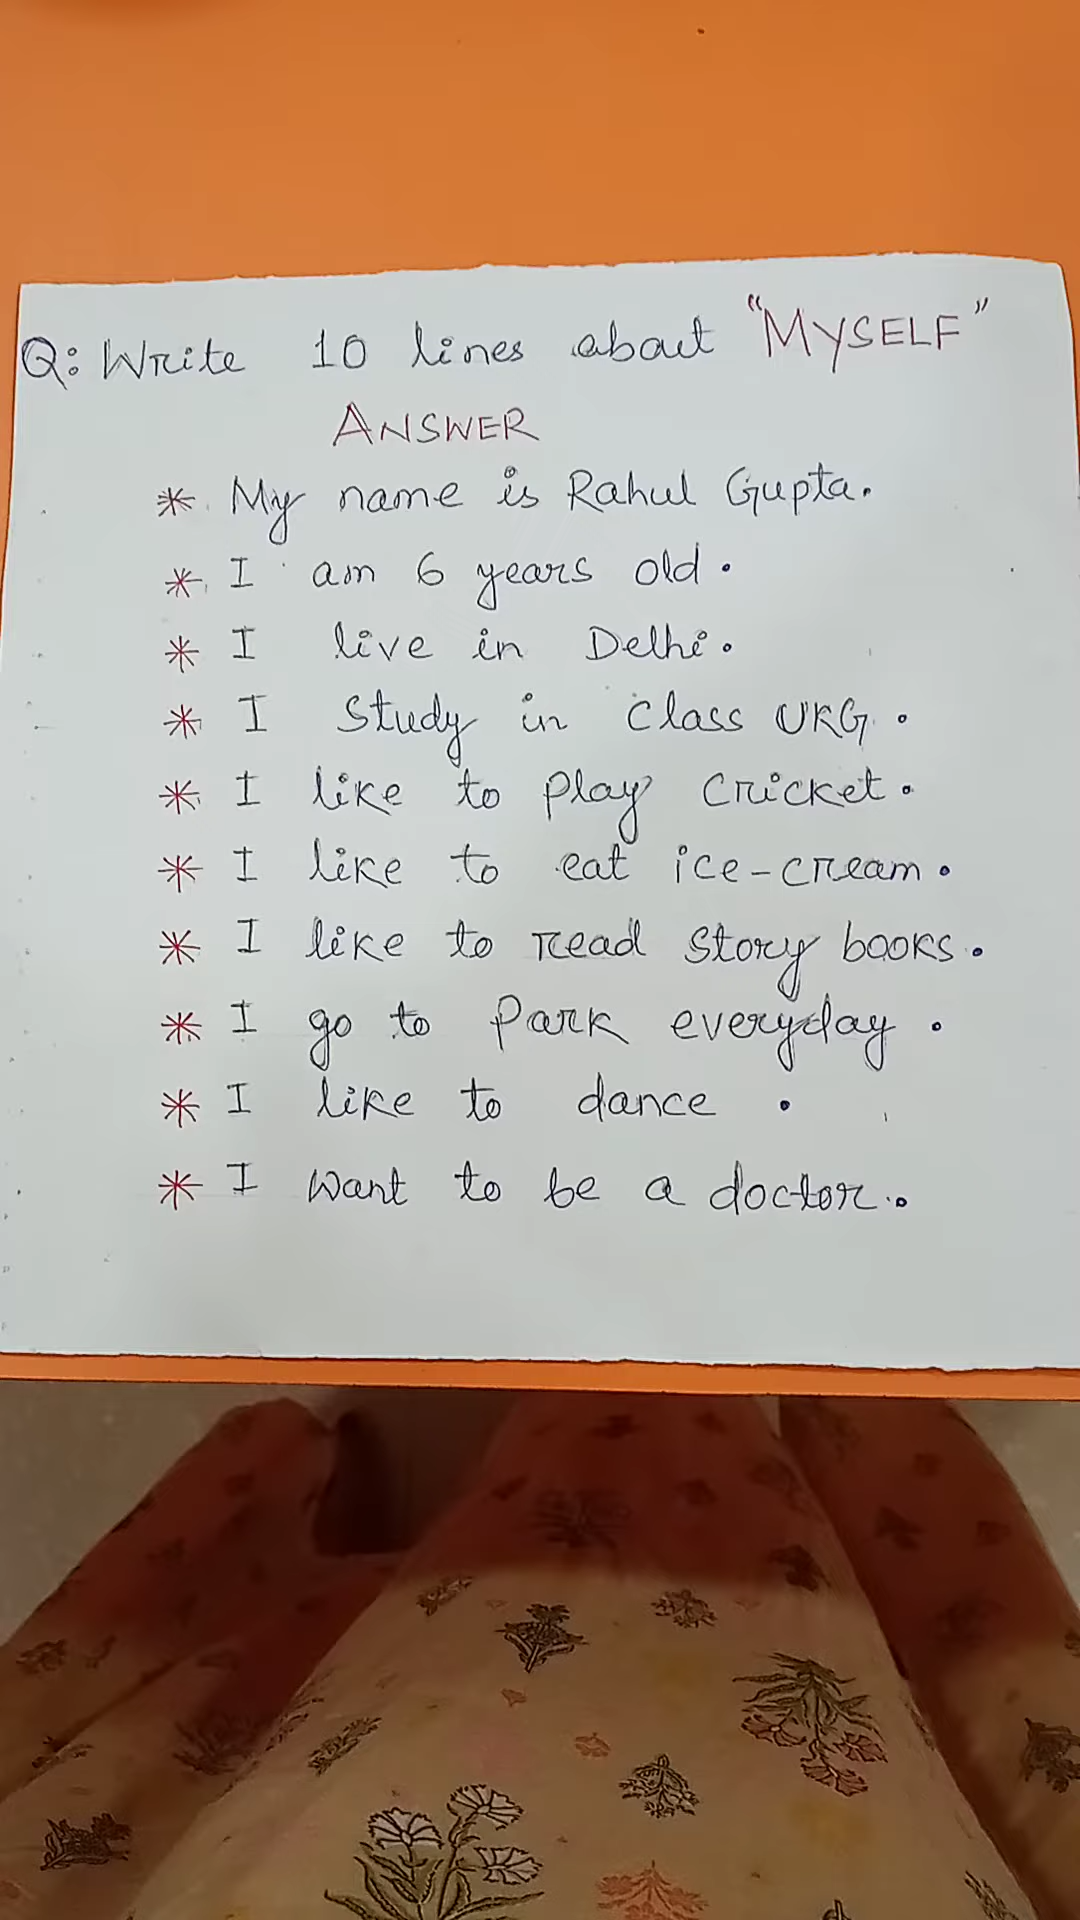 Q: Write 10 lines about "MYSELF"
ANSWER
* My name is Rahul Gupta.
* I am 6 years old.
* I live in Delhi.
* I study in class UKG.
* I like to play cricket.
* I like to eat ice-cream.
* I like to read story books.
* I go to Park everyday.
* I like to dance.
* I want to be a doctor.